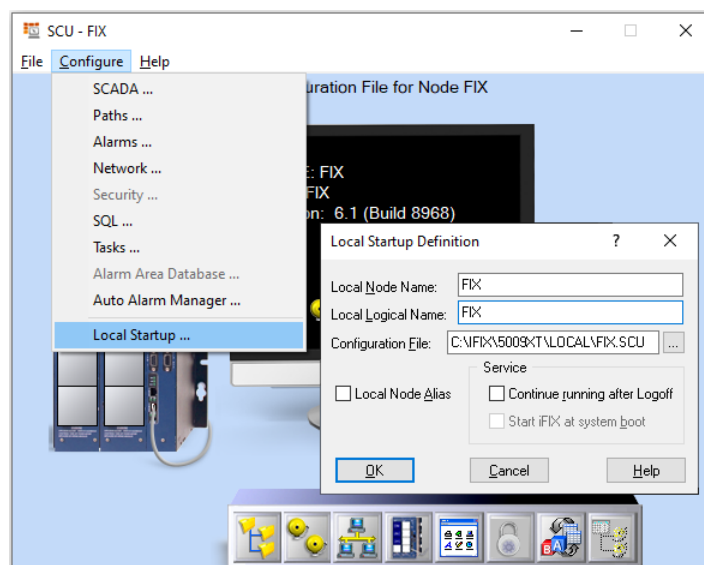 SCU - FIX
File Configure Help
uration File for Node FIX
SCADA ...
Paths ...
Alarms ...
Network ...
Security ...
SQL ...
Tasks ...
Alarm Area Database ...
Auto Alarm Manager ...
Local Startup ...
E: FIX
FIX
on: 6.1 (Build 8968)
Local Startup Definition
? 
Local Node Name: FIX
Local Logical Name: FIX
Configuration File: C:\IFIX\5009XT\LOCAL\FIX.SCU ...
Service
Local Node Alias
Continue running after Logoff
Start iFIX at system boot
OK Cancel Help